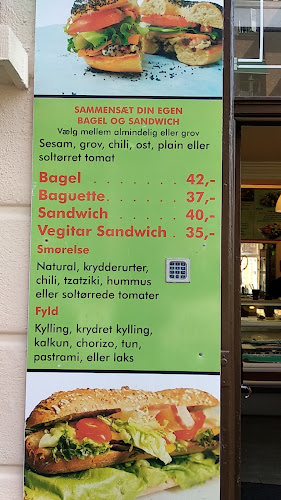 SAMMENSÆT DIN EGEN
BAGEL OG SANDWICH
Vælg mellem almindelig eller grov
Sesam, grov, chili, ost, plain eller
soltørret tomat
Bagel . . . . . . . 42,-
Baguette. . . . . . 37,-
Sandwich . . . . . 40,-
Vegitar Sandwich . 35,-
Smørelse
Natural, krydderurter,
chili, tzatziki, hummus
eller soltørrede tomater
Fyld
Kylling, krydret kylling,
kalkun, chorizo, tun,
pastrami, eller laks